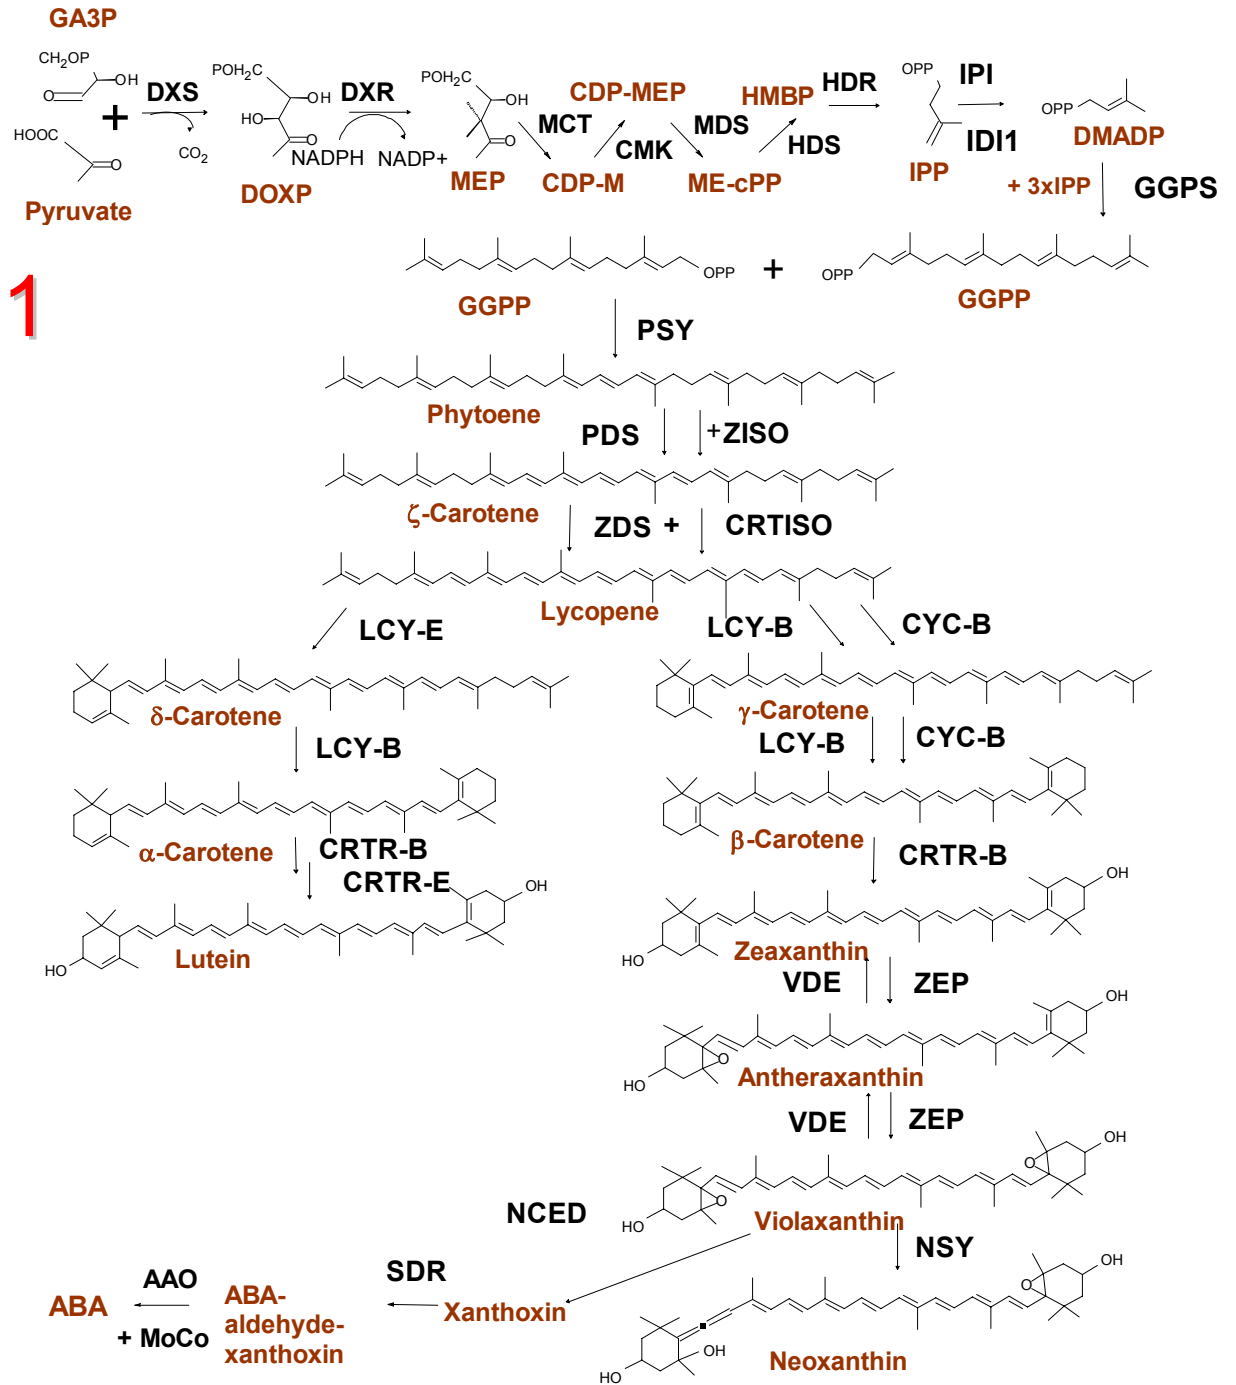 GA3P
CH2OP
OH
O
+
HOOC
O
Pyruvate
DXS
CO2
POH2C
OH
HO
O
DOXP
DXR
NADPH
NADP+
POH2C
OH
O
MEP
MCT
CDP-M
CDP-MEP
CMK
MDS
ME-cPP
HMBP
HDS
HDR
OPP
IPP
IPI
IDI1
OPP
DMADP
+ 3xIPP
GGPS
1
OPP
GGPP
+
OPP
GGPP
PSY
Phytoene
PDS
+ZISO
ζ-Carotene
ZDS +
CRTISO
Lycopene
LCY-E
LCY-B
CYC-B
δ-Carotene
γ-Carotene
LCY-B
LCY-B
CYC-B
α-Carotene
β-Carotene
CRTR-B
CRTR-E
CRTR-B
OH
HO
Lutein
OH
HO
Zeaxanthin
VDE
ZEP
OH
O
HO
Antheraxanthin
VDE
ZEP
OH
O
O
HO
Violaxanthin
NCED
NSY
SDR
Xanthoxin
AAO
ABA
+ MoCo
ABA-
aldehyde-
xanthoxin
OH
O
OH
HO
Neoxanthin